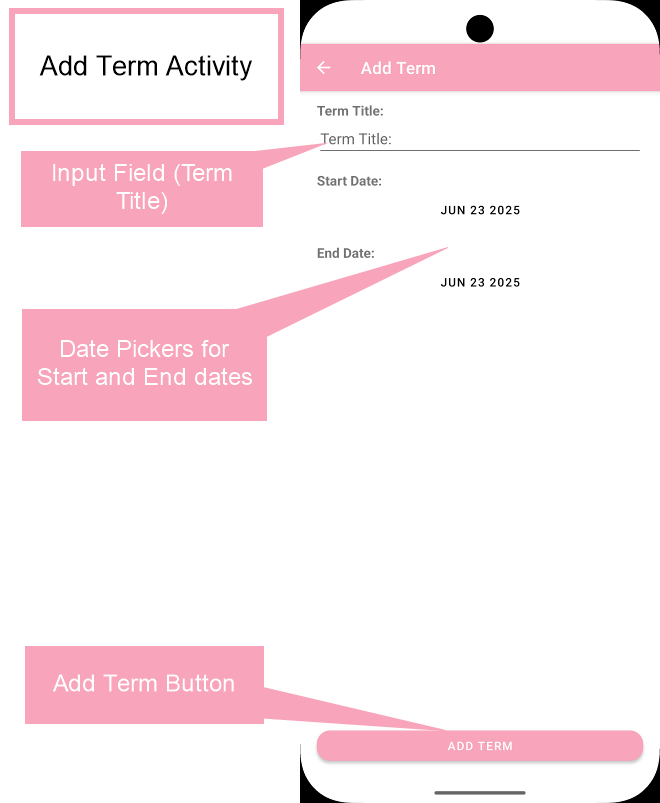 Add Term Activity
Add Term
Term Title:
Term Title:
Input Field (Term
Title)
Start Date:
JUN 23 2025
End Date:
JUN 23 2025
Date Pickers for
Start and End dates
Add Term Button
ADD TERM